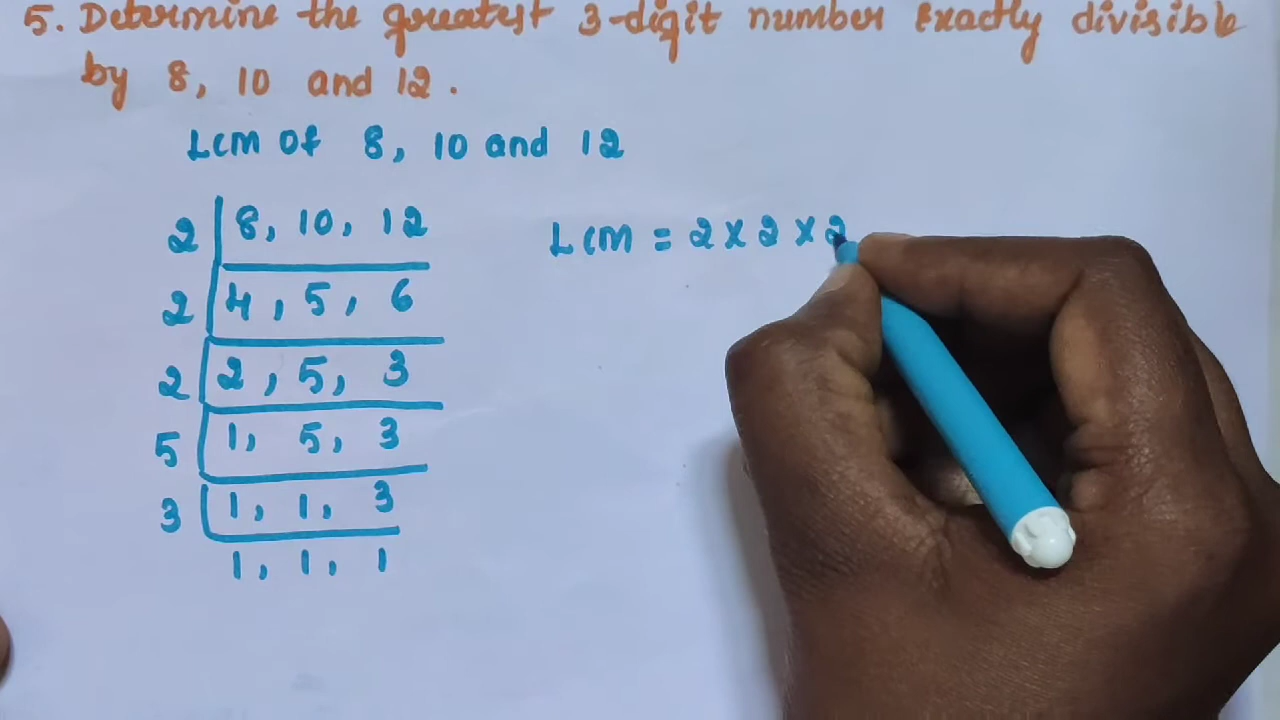 5. Determine the greatest 3-digit number exactly divisible
by 8, 10 and 12.
LCM of 8, 10 and 12
2 8, 10, 12
LCM = 2 × 2 × 2
2 4, 5, 6
2 2, 5, 3
5 1, 5, 3
3 1, 1, 3
1, 1, 1